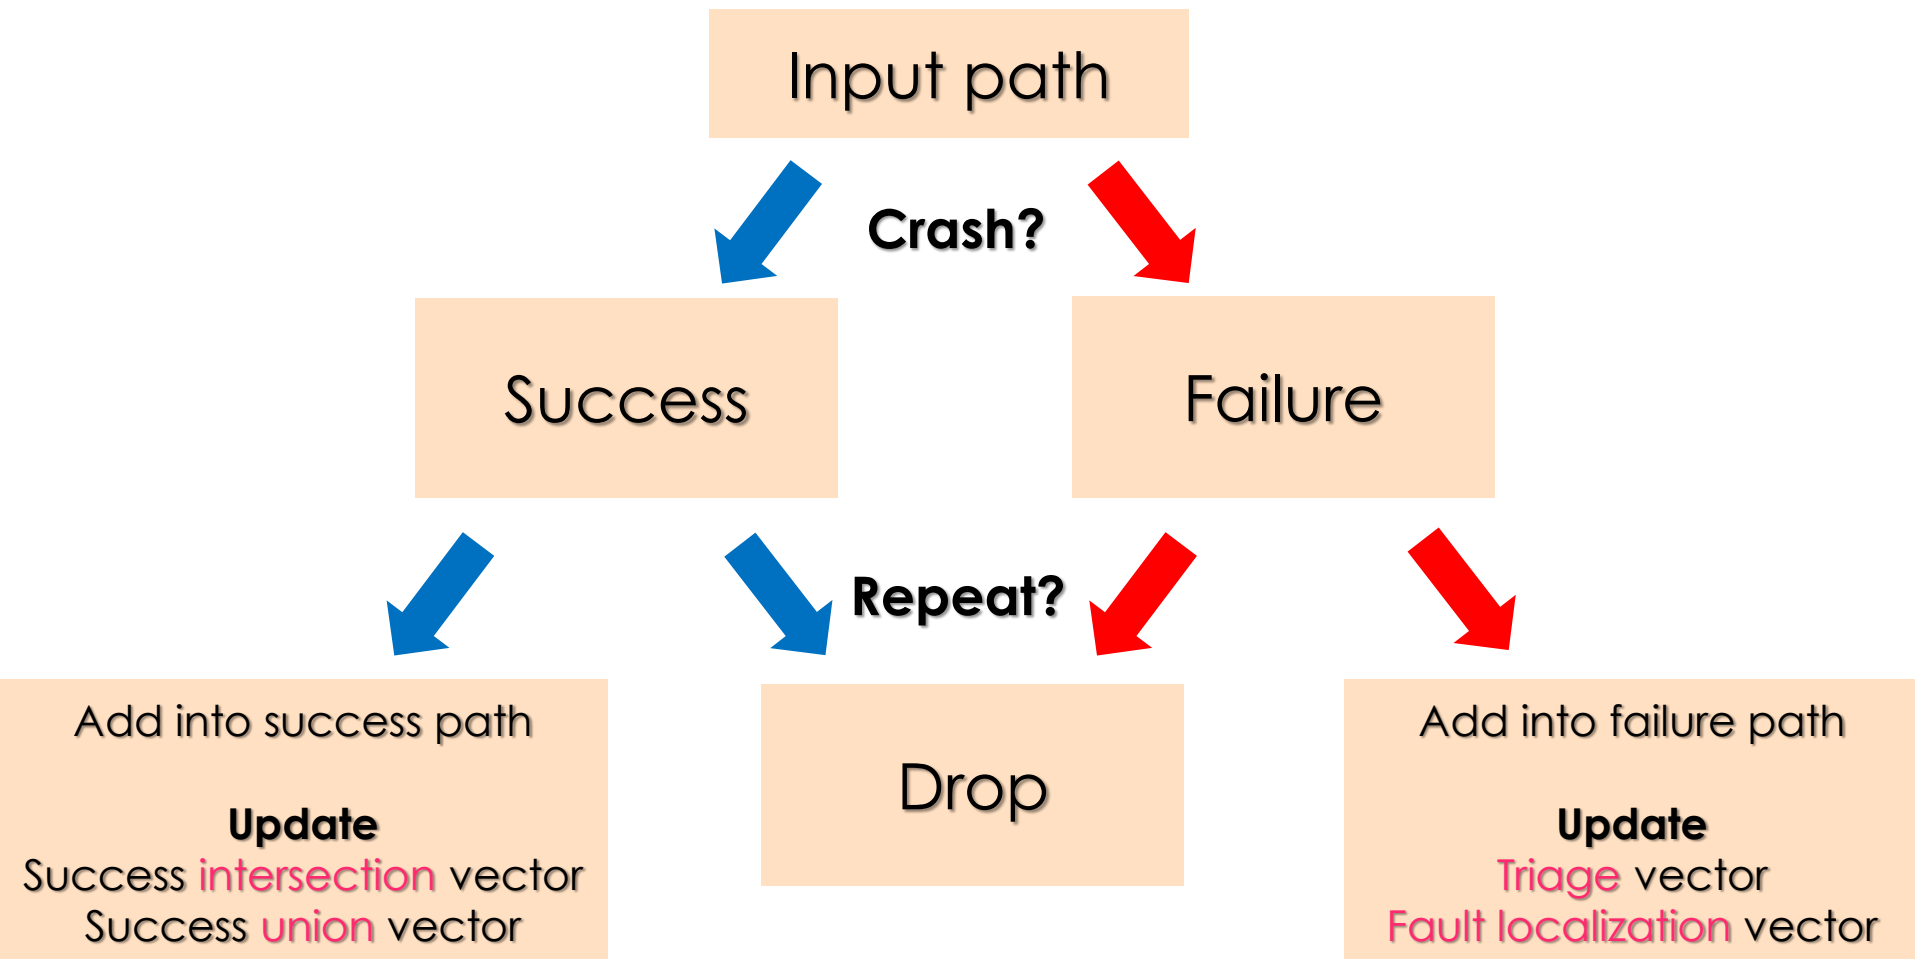 Input path
Crash?
Success
Failure
Repeat?
Add into success path
Update
Success intersection vector
Success union vector
Drop
Add into failure path
Update
Triage vector
Fault localization vector